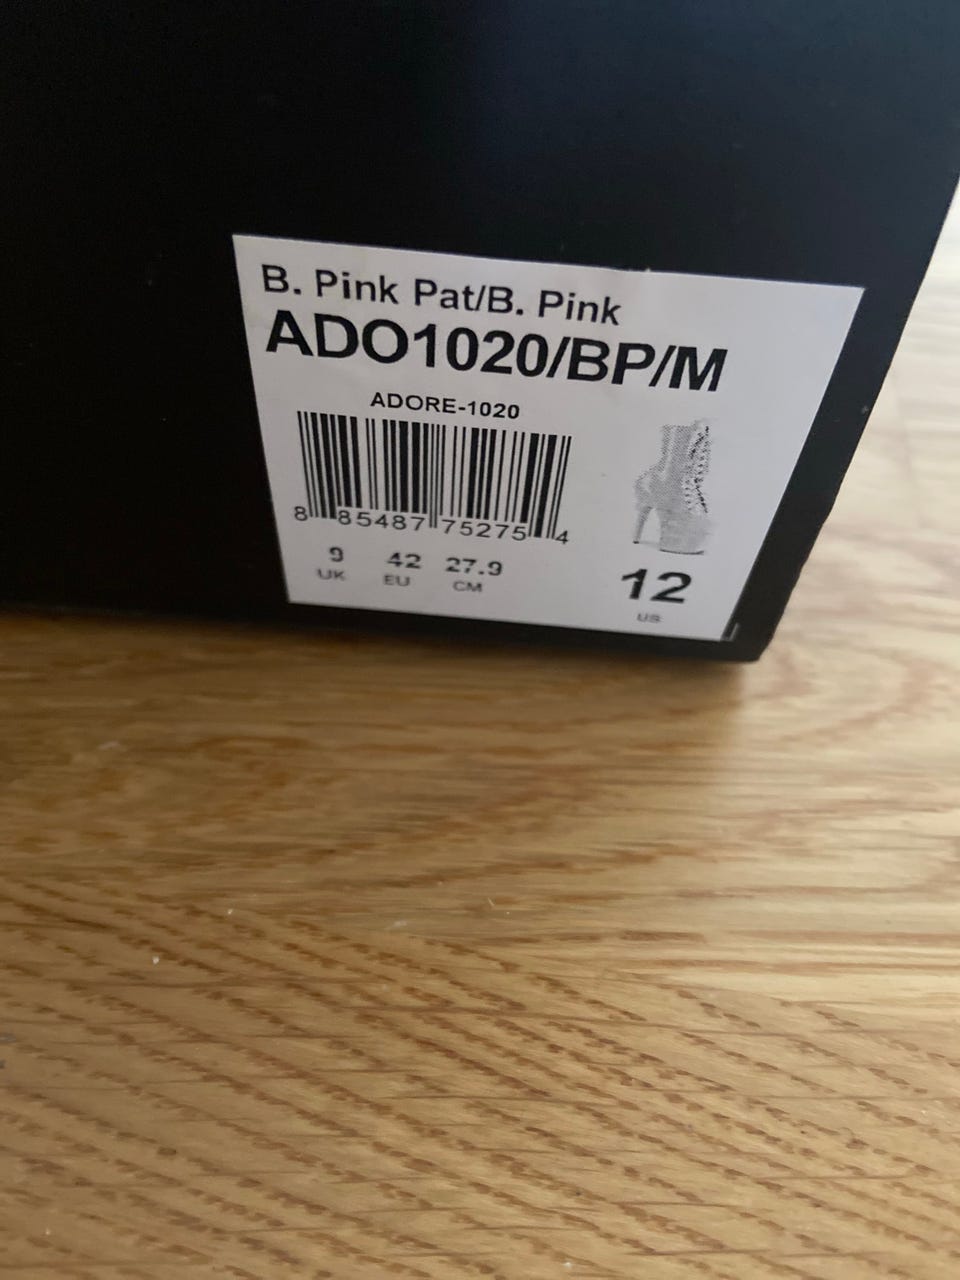 B. Pink Pat/B. Pink
ADO1020/BP/M
ADORE-1020
8 85487 75275 4
9 42 27.9
UK EU CM
12
US